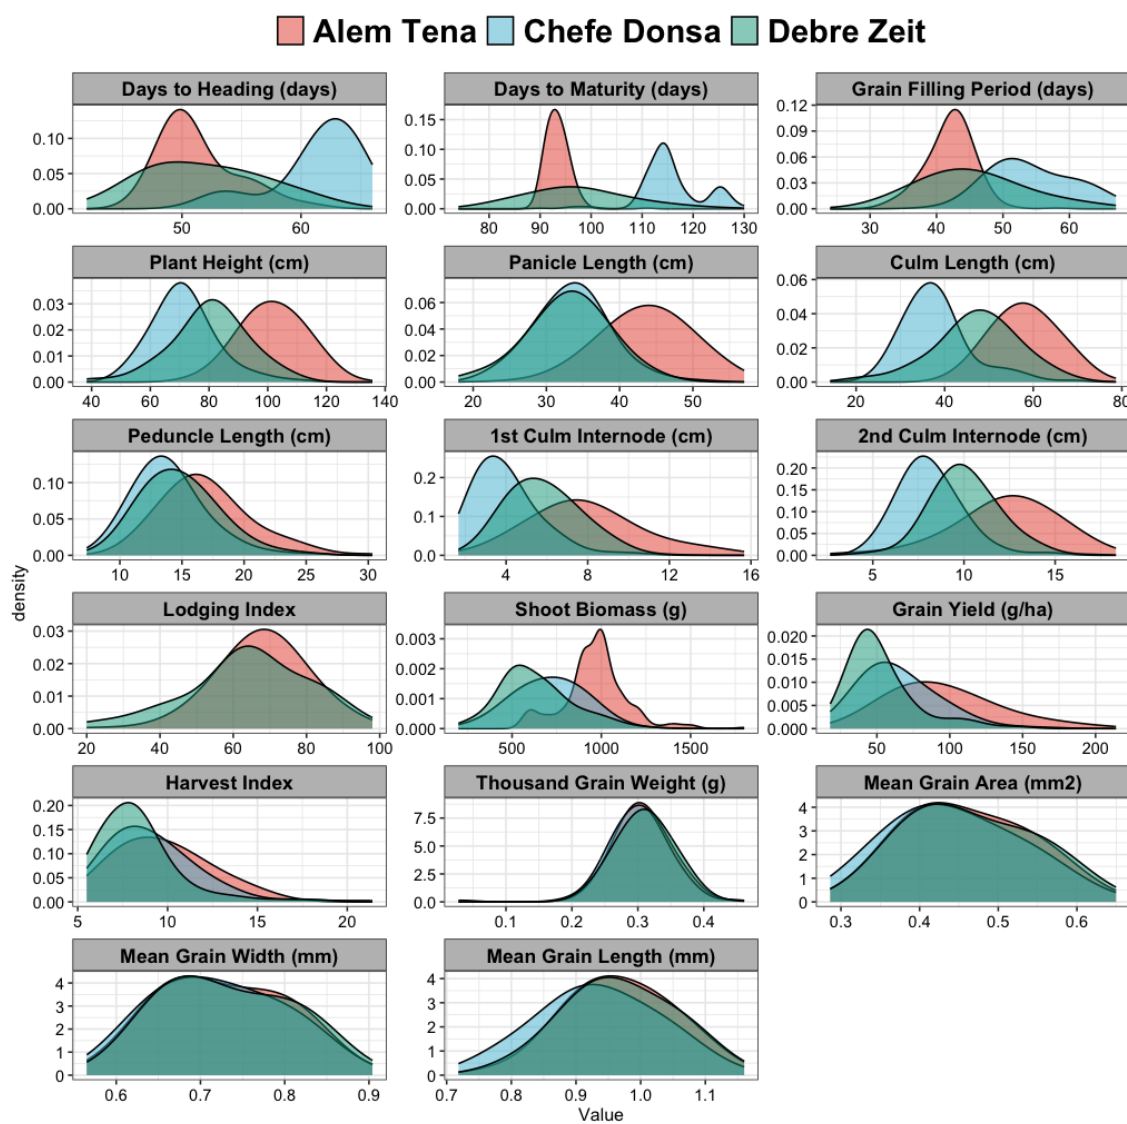 Alem Tena Chefe Donsa Debre Zeit
Days to Heading (days) Days to Maturity (days) Grain Filling Period (days)
0.10 0.05 0.00 50 60
0.15 0.10 0.05 0.00 80 90 100 110 120 130
0.12 0.09 0.06 0.03 0.00 30 40 50 60
Plant Height (cm) Panicle Length (cm) Culm Length (cm)
0.03 0.02 0.01 0.00 40 60 80 100 120 140
0.06 0.04 0.02 0.00 20 30 40 50
0.06 0.04 0.02 0.00 20 40 60 80
Peduncle Length (cm) 1st Culm Internode (cm) 2nd Culm Internode (cm)
0.10 0.05 0.00 10 15 20 25 30
0.2 0.1 0.0 4 8 12 16
0.20 0.15 0.10 0.05 0.00 5 10 15
density
Lodging Index Shoot Biomass (g) Grain Yield (g/ha)
0.03 0.02 0.01 0.00 20 40 60 80 100
0.003 0.002 0.001 0.000 500 1000 1500
0.020 0.015 0.010 0.005 0.000 50 100 150 200
Harvest Index Thousand Grain Weight (g) Mean Grain Area (mm2)
0.20 0.15 0.10 0.05 0.00 5 10 15 20
7.5 5.0 2.5 0.0 0.1 0.2 0.3 0.4
4 3 2 1 0 0.3 0.4 0.5 0.6
Mean Grain Width (mm) Mean Grain Length (mm)
4 3 2 1 0 0.6 0.7 0.8 0.9
4 3 2 1 0 0.7 0.8 0.9 1.0 1.1
Value